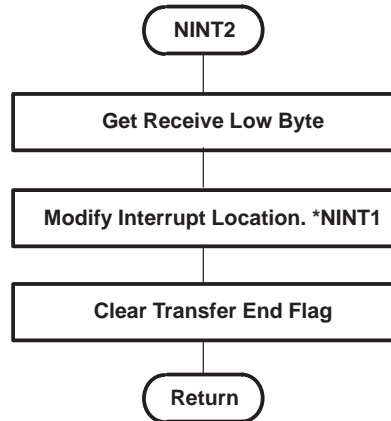 NINT2
Get Receive Low Byte
Modify Interrupt Location. *NINT1
Clear Transfer End Flag
Return